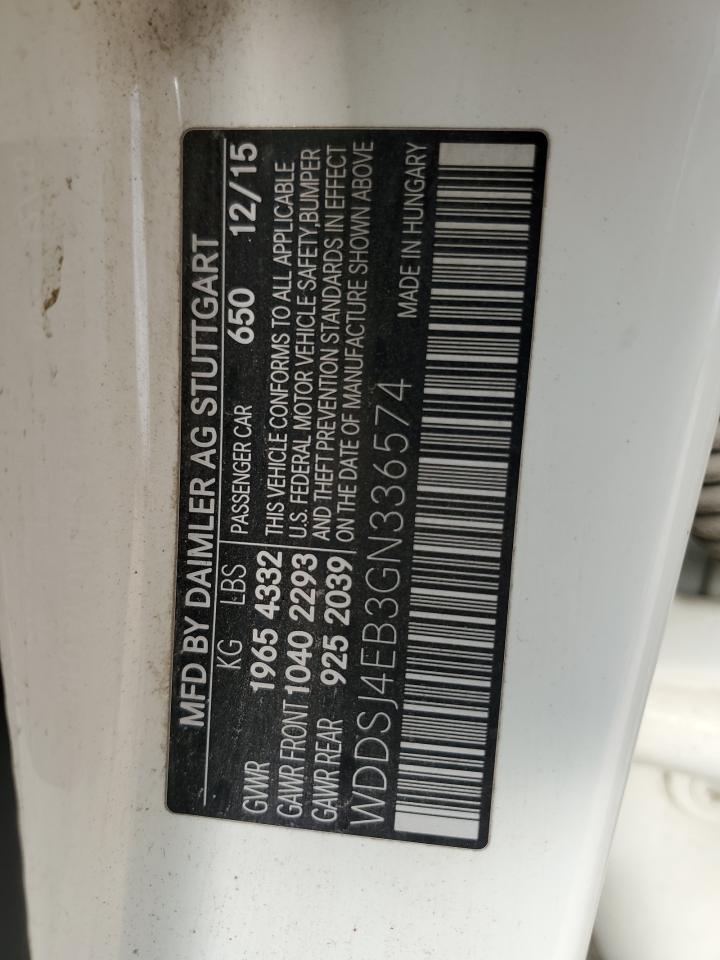 MFD BY DAIMLER AG STUTTGART
KG LBS PASSENGER CAR 650 12/15
GVWR 1965 4332 THIS VEHICLE CONFORMS TO ALL APPLICABLE
GAWR FRONT 1040 2293 U.S. FEDERAL MOTOR VEHICLE SAFETY,BUMPER
GAWR REAR 925 2039 AND THEFT PREVENTION STANDARDS IN EFFECT
ON THE DATE OF MANUFACTURE SHOWN ABOVE
WDDSJ4EB3GN336574 MADE IN HUNGARY